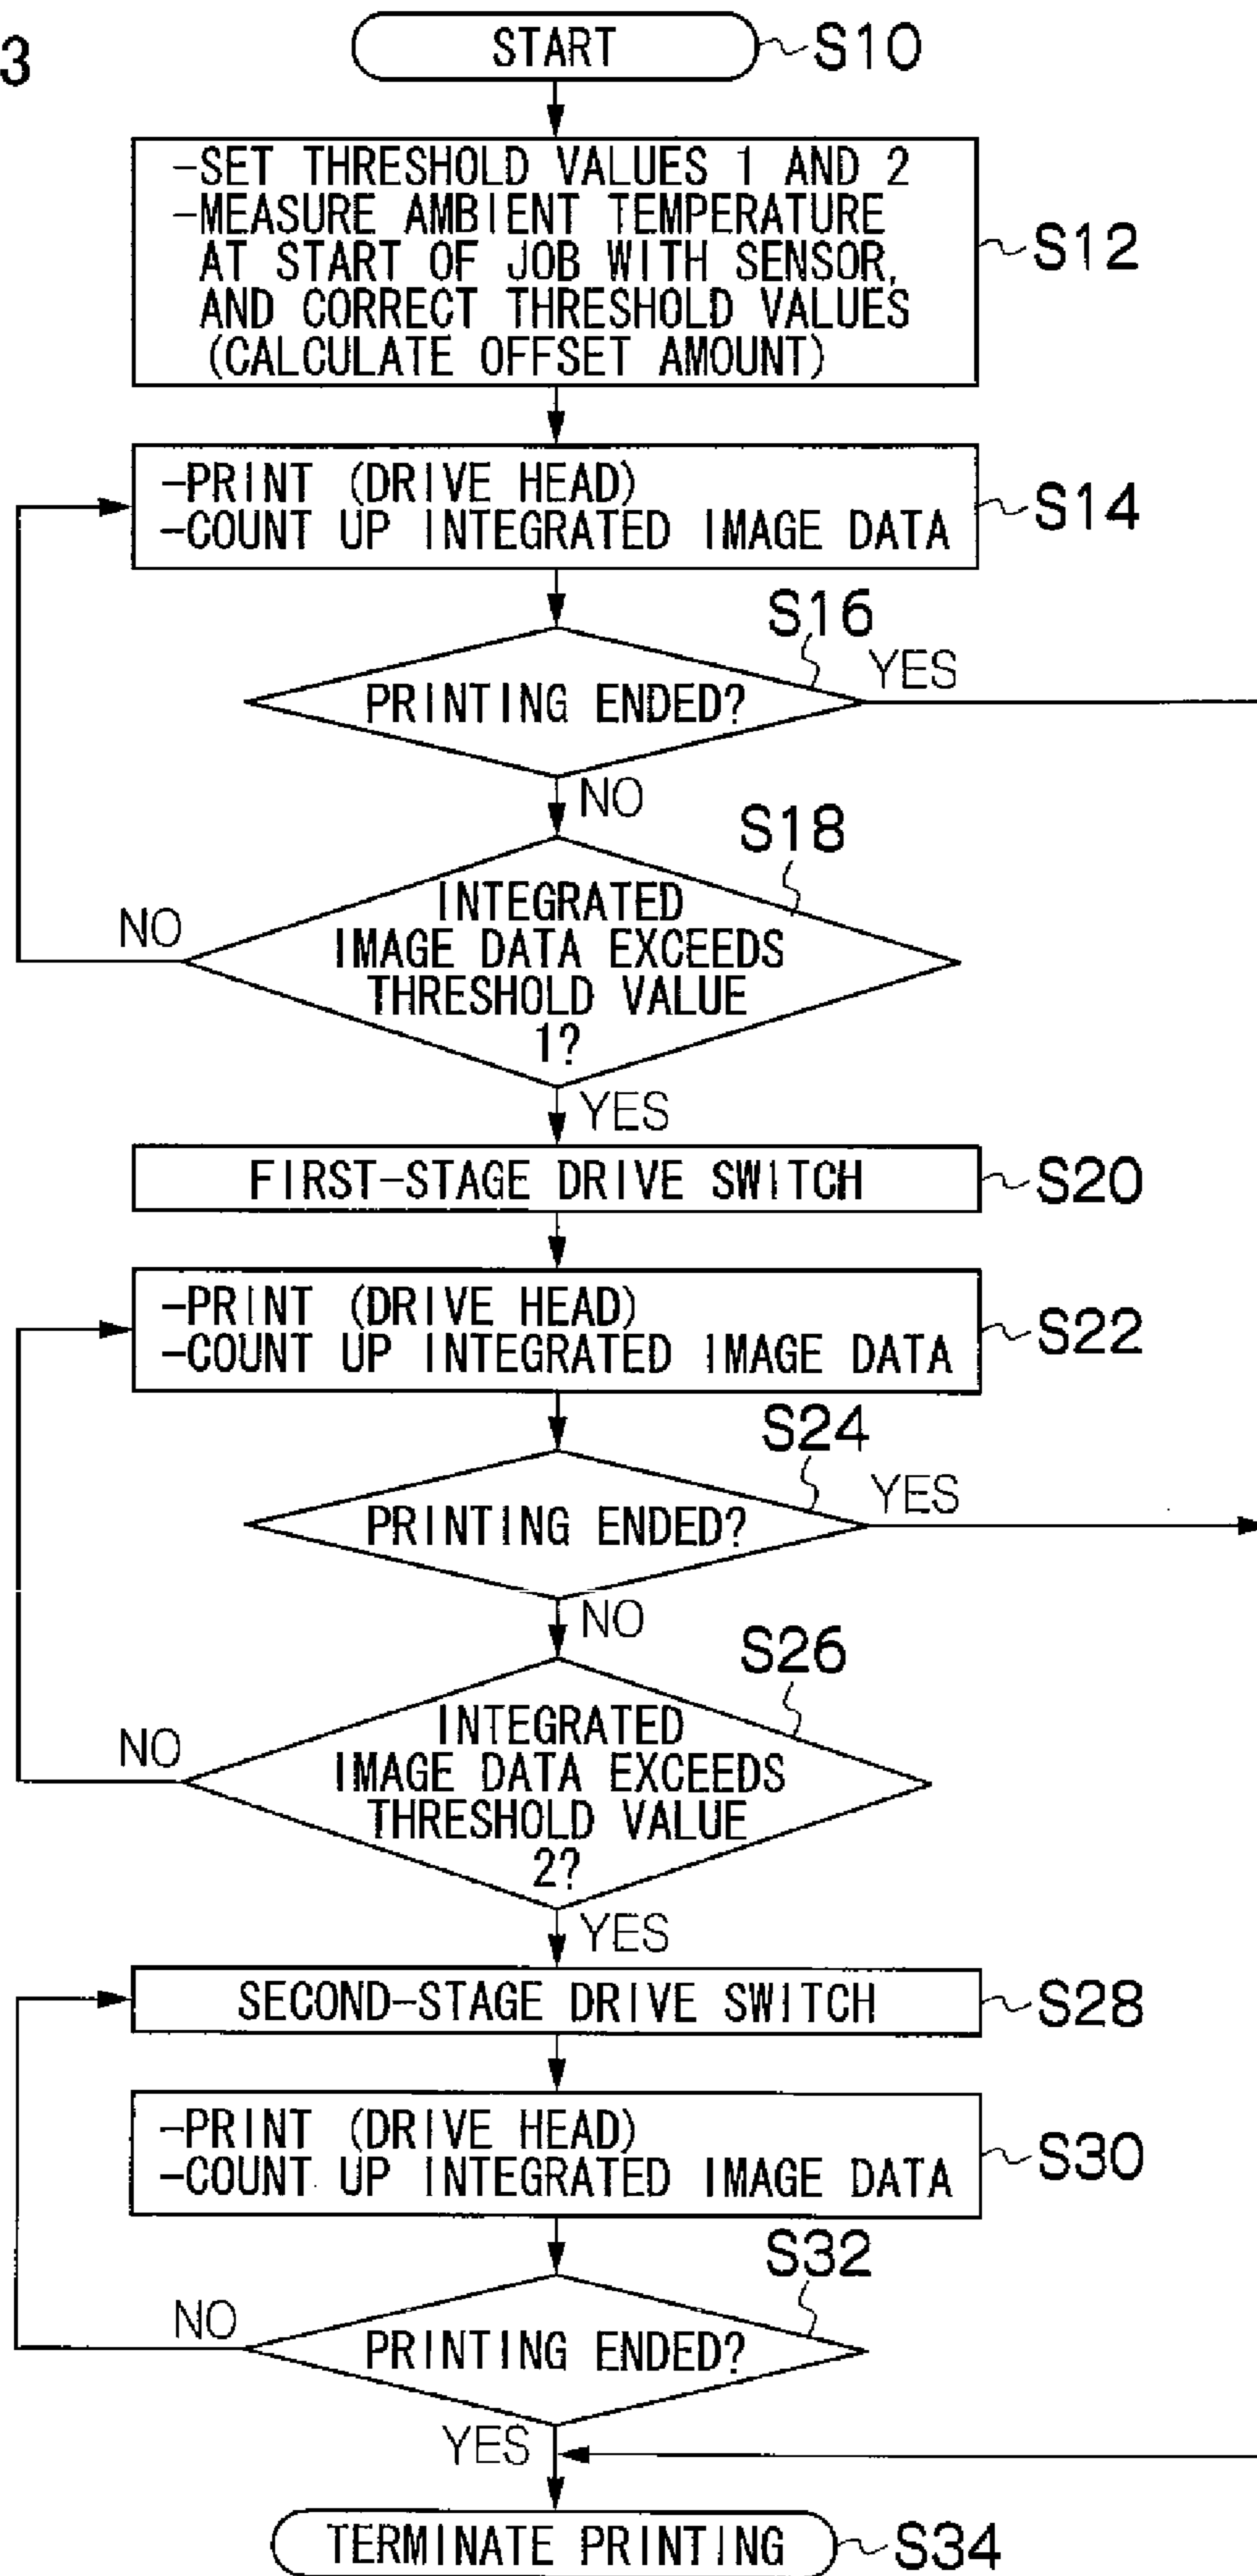 3
START
S10
-SET THRESHOLD VALUES 1 AND 2
-MEASURE AMBIENT TEMPERATURE
AT START OF JOB WITH SENSOR,
AND CORRECT THRESHOLD VALUES
(CALCULATE OFFSET AMOUNT)
S12
-PRINT (DRIVE HEAD)
-COUNT UP INTEGRATED IMAGE DATA
S14
S16
PRINTING ENDED?
YES
NO
S18
INTEGRATED
IMAGE DATA EXCEEDS
THRESHOLD VALUE
1?
NO
YES
FIRST-STAGE DRIVE SWITCH
S20
-PRINT (DRIVE HEAD)
-COUNT UP INTEGRATED IMAGE DATA
S22
S24
PRINTING ENDED?
YES
NO
S26
INTEGRATED
IMAGE DATA EXCEEDS
THRESHOLD VALUE
2?
NO
YES
SECOND-STAGE DRIVE SWITCH
S28
-PRINT (DRIVE HEAD)
-COUNT UP INTEGRATED IMAGE DATA
S30
S32
PRINTING ENDED?
NO
YES
TERMINATE PRINTING
S34